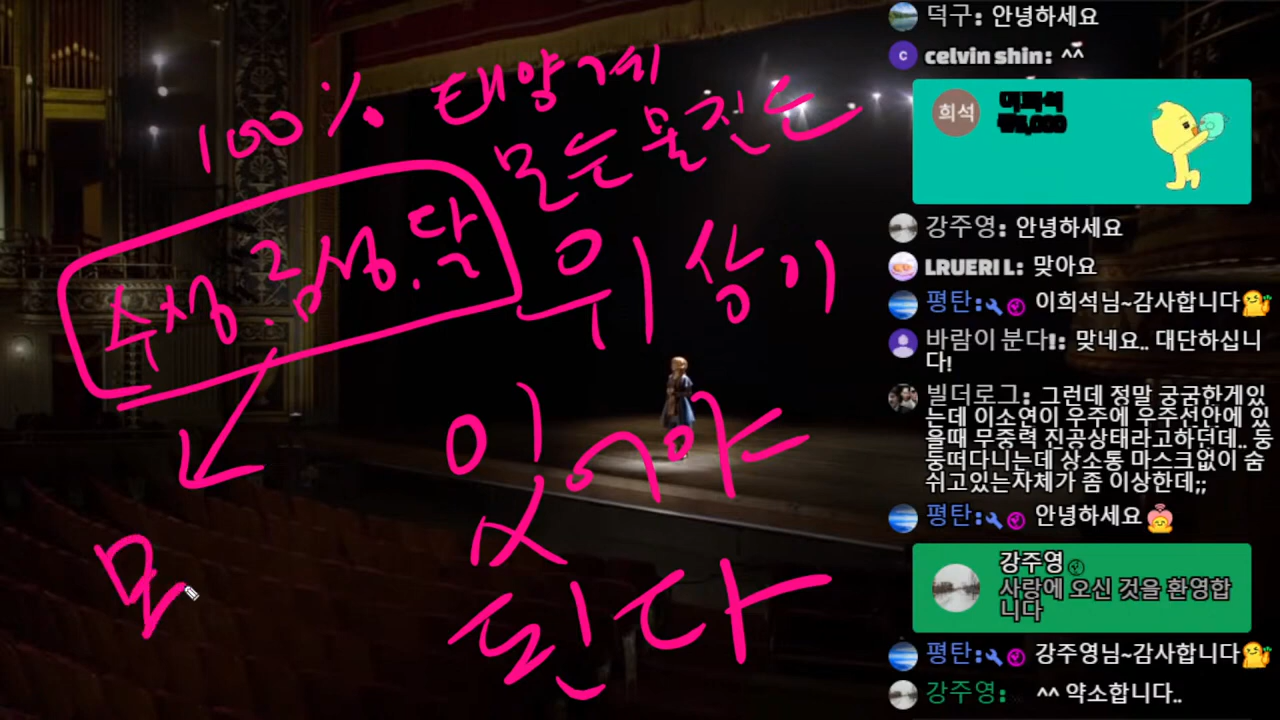 100% 태양계
모든 물진는
수성.금성.달
위상이
있어야
된다
모
덕구: 안녕하세요
c celvin shin: ^^
희석
강주영: 안녕하세요
LRUERI L: 맞아요
평탄: 이희석님~감사합니다
바람이 분다!: 맞네요.. 대단하십니
다!
빌더로그: 그런데 정말 궁굼한게있
는데 이소연이 우주에 우주선안에 있
을때 무중력 진공상태라고하던데.. 둥
둥떠다니는데 상소통 마스크없이 숨
쉬고있는자체가 좀 이상한데;;
평탄: 안녕하세요
강주영
사랑에 오신 것을 환영합
니다
평탄: 강주영님~감사합니다
강주영: ^^ 약소합니다..